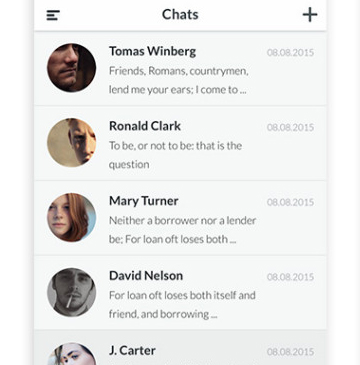 Chats
Tomas Winberg 08.08.2015
Friends, Romans, countrymen,
lend me your ears; I come to ...
Ronald Clark 08.08.2015
To be, or not to be: that is the
question
Mary Turner 08.08.2015
Neither a borrower nor a lender
be; For loan oft loses both ...
David Nelson 08.08.2015
For loan oft loses both itself and
friend, and borrowing ...
J. Carter 08.08.2015